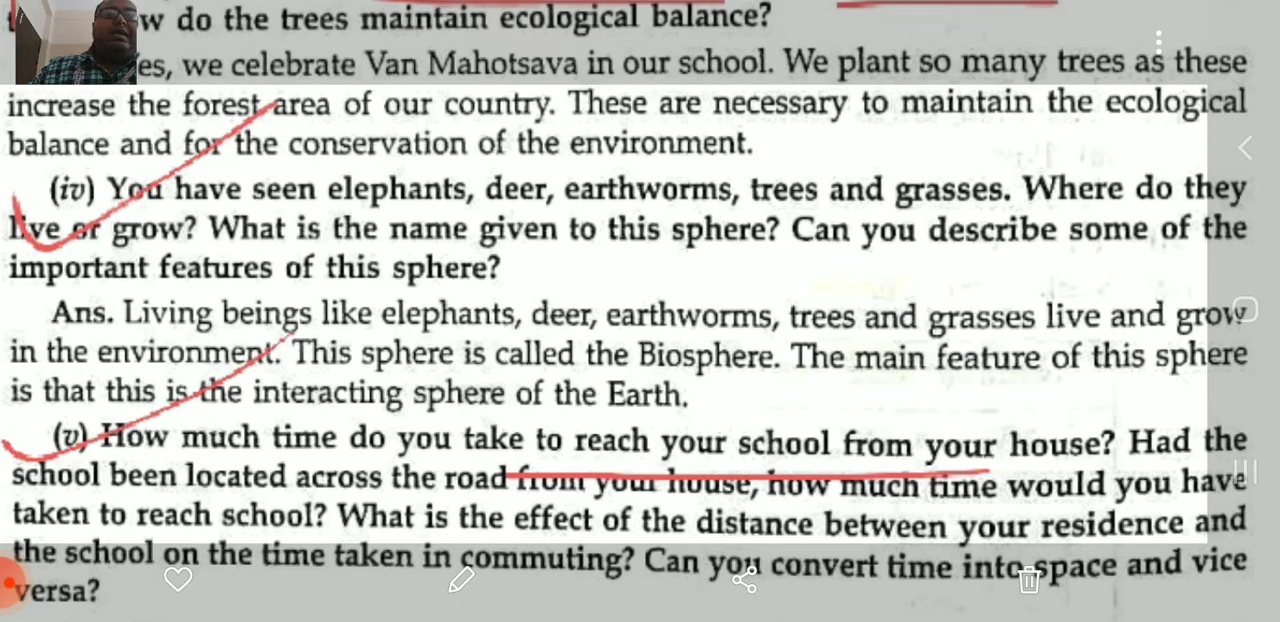 w do the trees maintain ecological balance?
es, we celebrate Van Mahotsava in our school. We plant so many trees as these
increase the forest area of our country. These are necessary to maintain the ecological
balance and for the conservation of the environment.
(iv) You have seen elephants, deer, earthworms, trees and grasses. Where do they
live or grow? What is the name given to this sphere? Can you describe some of the
important features of this sphere?
Ans. Living beings like elephants, deer, earthworms, trees and grasses live and grow
in the environment. This sphere is called the Biosphere. The main feature of this sphere
is that this is the interacting sphere of the Earth.
(v) How much time do you take to reach your school from your house? Had the
school been located across the road from your house, how much time would you have
taken to reach school? What is the effect of the distance between your residence and
the school on the time taken in commuting? Can you convert time into space and vice
versa?